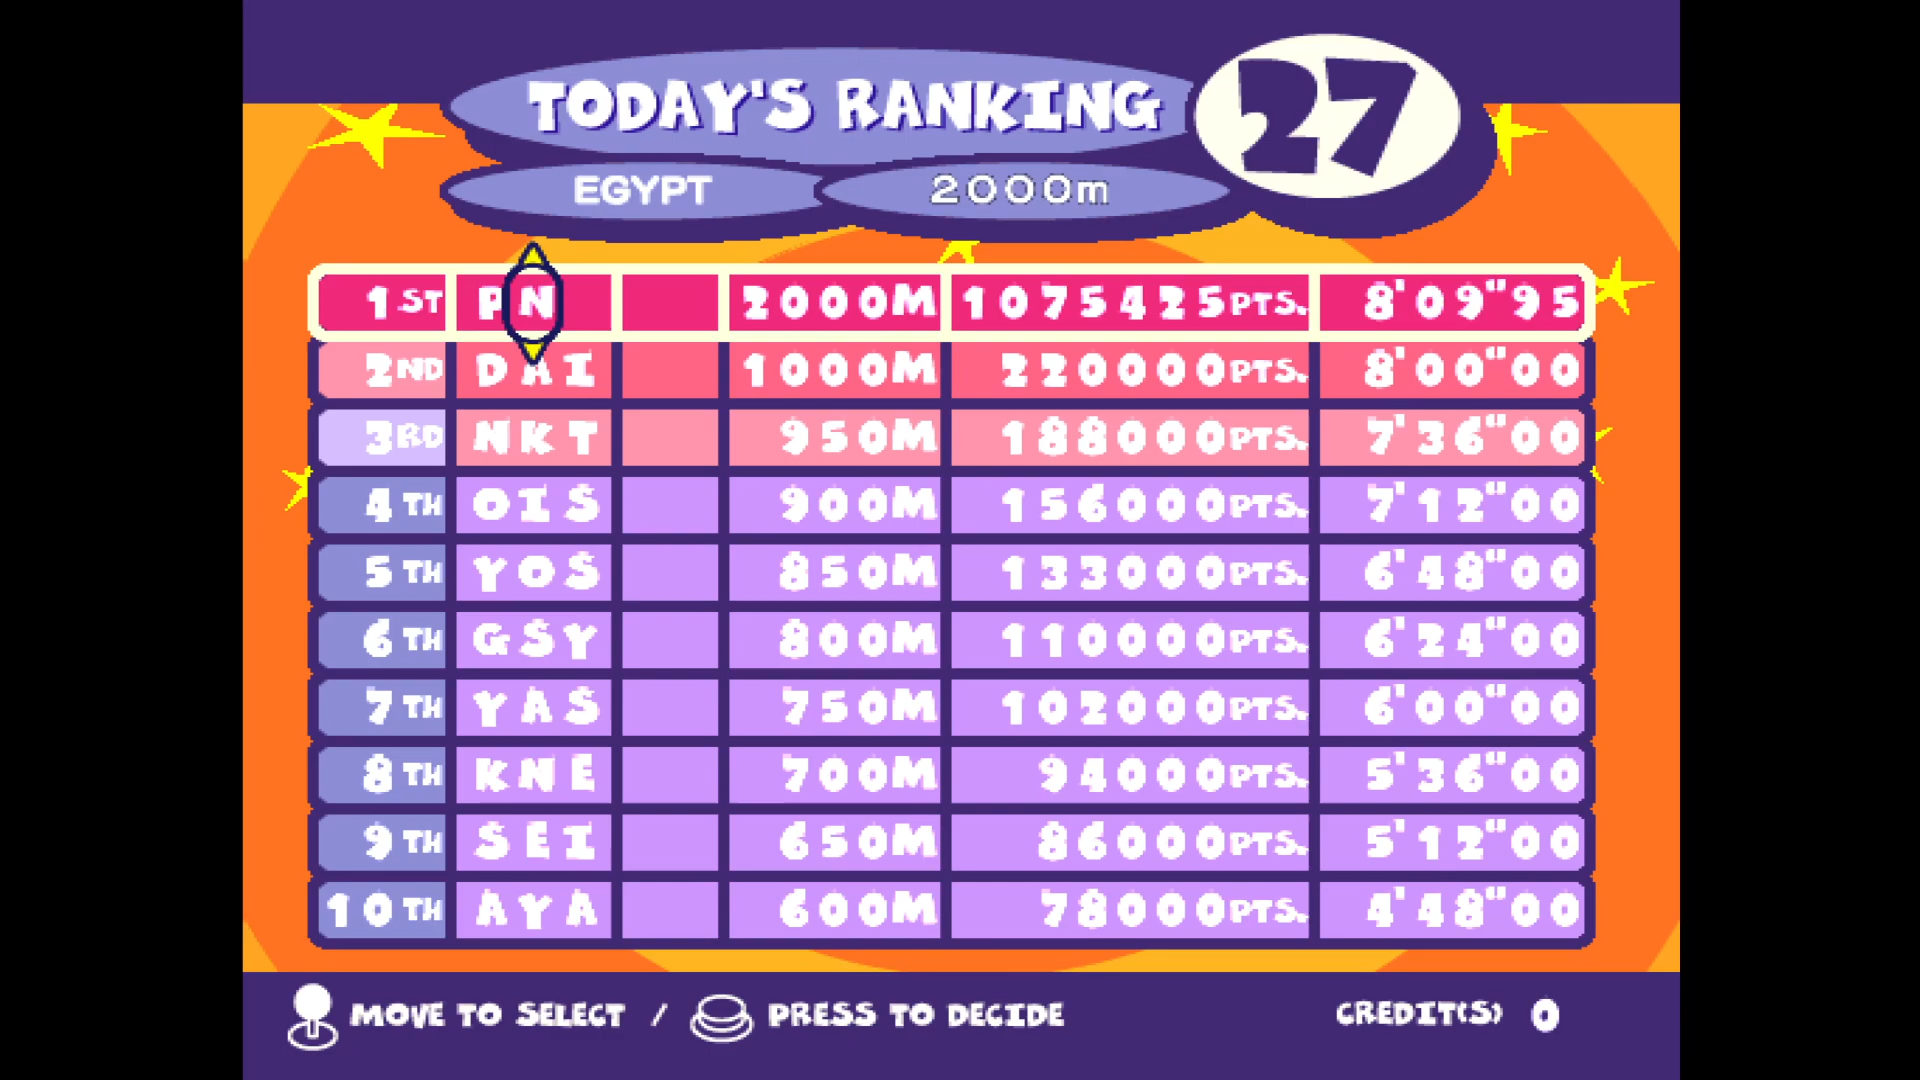 TODAY'S RANKING 27
EGYPT 2000m
1ST PN 2000M 1075425PTS. 8'09"95
2ND DAI 1000M 220000PTS. 8'00"00
3RD NKT 950M 188000PTS. 7'36"00
4TH OIS 900M 156000PTS. 7'12"00
5TH YOS 850M 133000PTS. 6'48"00
6TH GSY 800M 110000PTS. 6'24"00
7TH YAS 750M 102000PTS. 6'00"00
8TH KNE 700M 94000PTS. 5'36"00
9TH SEI 650M 86000PTS. 5'12"00
10TH AYA 600M 78000PTS. 4'48"00
MOVE TO SELECT / PRESS TO DECIDE CREDIT(S) 0